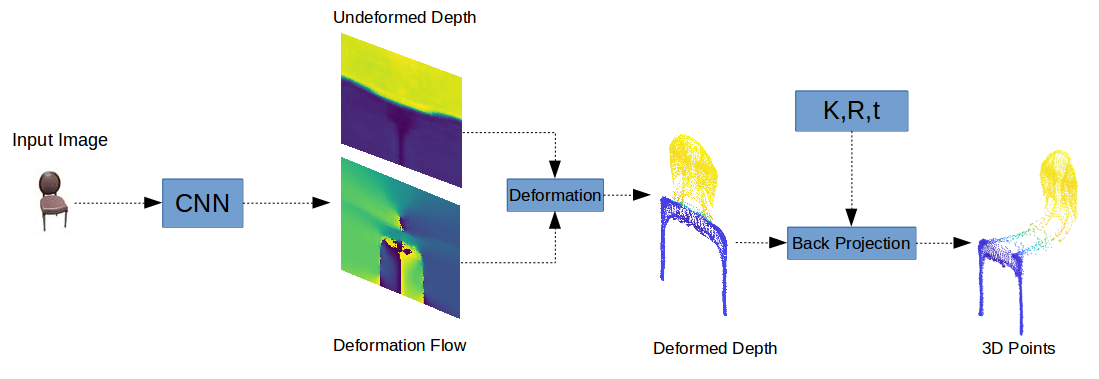 Undeformed Depth
Input Image
CNN
Deformation
K,R,t
Back Projection
Deformation Flow
Deformed Depth
3D Points